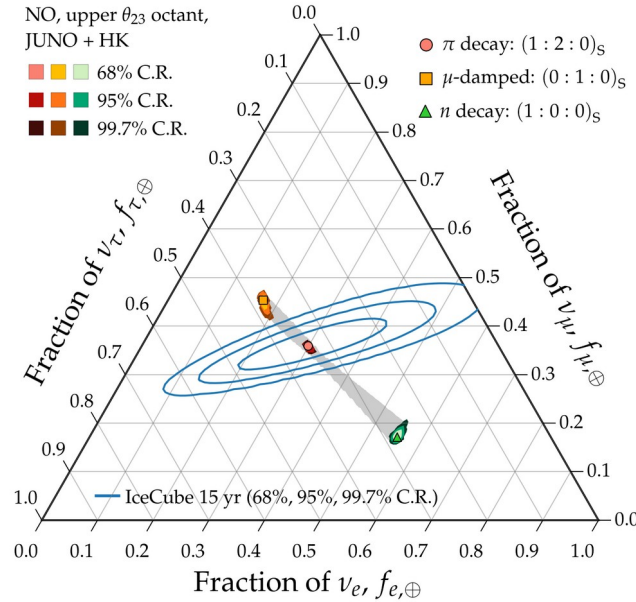 NO, upper θ₂₃ octant,
JUNO + HK
68% C.R.
95% C.R.
99.7% C.R.
π decay: (1 : 2 : 0)S
μ-damped: (0 : 1 : 0)S
n decay: (1 : 0 : 0)S
Fraction of ντ, fτ,⊕
0.0
0.1
0.2
0.3
0.4
0.5
0.6
0.7
0.8
0.9
1.0
Fraction of νμ, fμ,⊕
1.0
0.9
0.8
0.7
0.6
0.5
0.4
0.3
0.2
0.1
0.0
IceCube 15 yr (68%, 95%, 99.7% C.R.)
0.0 0.1 0.2 0.3 0.4 0.5 0.6 0.7 0.8 0.9 1.0
Fraction of νe, fe,⊕